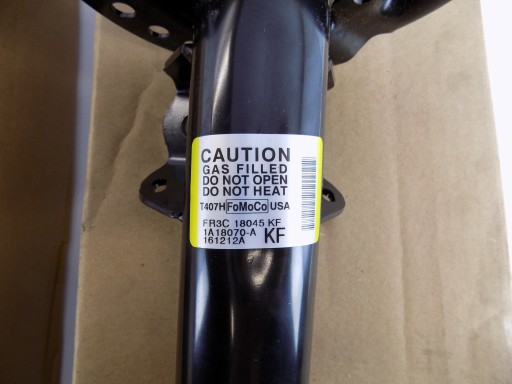 CAUTION
GAS FILLED
DO NOT OPEN
DO NOT HEAT
T407H FoMoCo USA
FR3C 18045 KF
1A18070-A KF
161212A